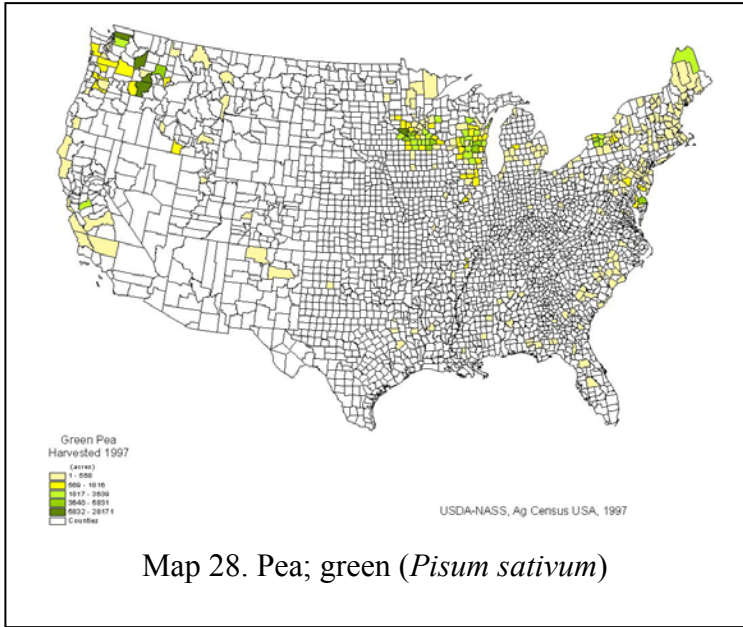 Green Pea
Harvested 1997
(acres)
1 - 568
569 - 1816
1817 - 3639
3640 - 5831
5832 - 28171
Counties
USDA-NASS, Ag Census USA, 1997
Map 28. Pea; green (Pisum sativum)